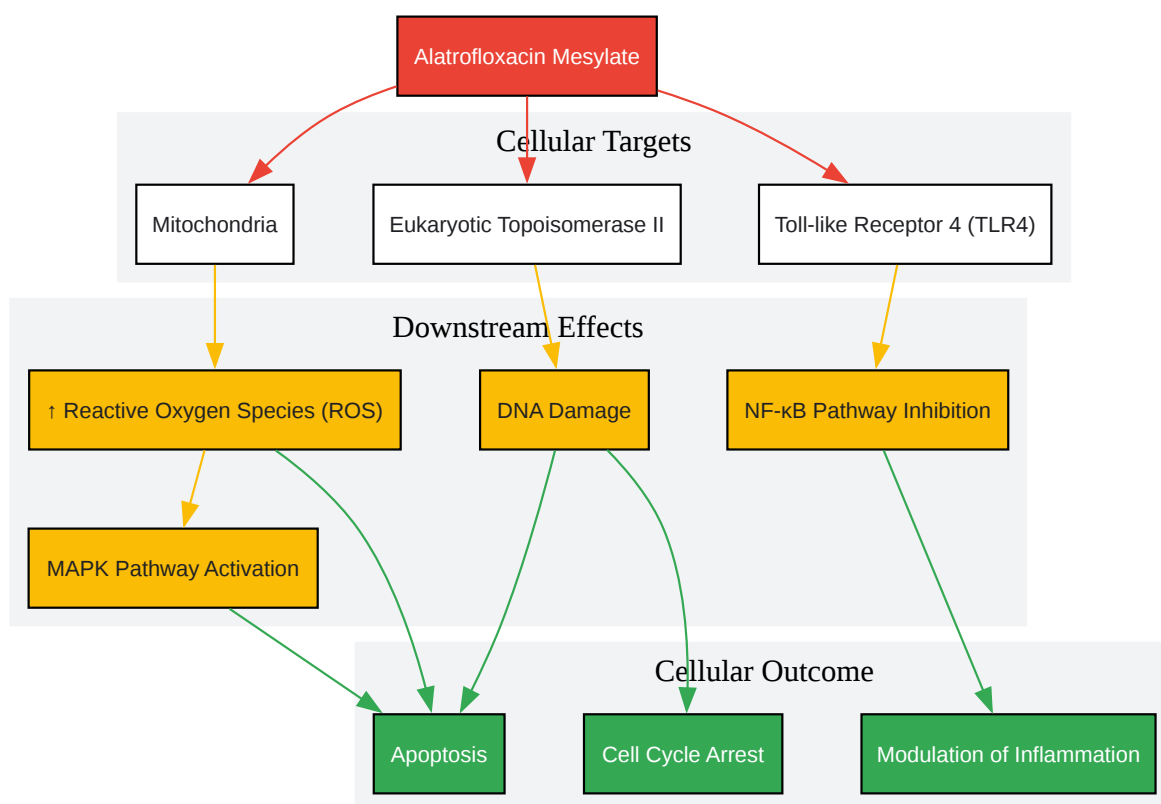 Alatrofloxacin Mesylate
Cellular Targets
Mitochondria
Eukaryotic Topoisomerase II
Toll-like Receptor 4 (TLR4)
Downstream Effects
↑ Reactive Oxygen Species (ROS)
DNA Damage
NF-κB Pathway Inhibition
MAPK Pathway Activation
Cellular Outcome
Apoptosis
Cell Cycle Arrest
Modulation of Inflammation